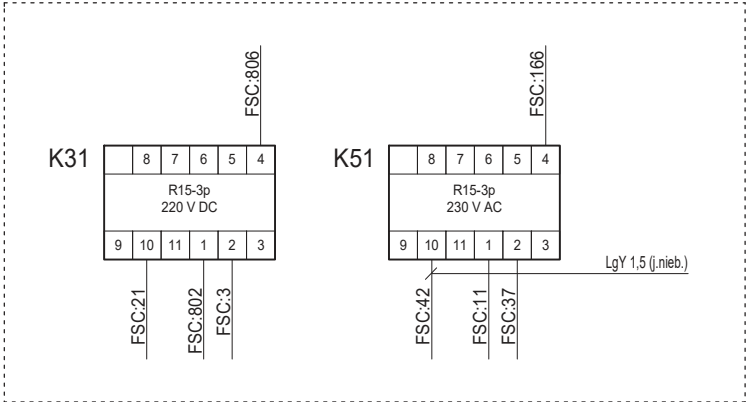 FSC:806
FSC:166
K31
8 7 6 5 4
R15-3p
220 V DC
9 10 11 1 2 3
K51
8 7 6 5 4
R15-3p
230 V AC
9 10 11 1 2 3
LgY 1,5 (j.nieb.)
FSC:21
FSC:802
FSC:3
FSC:42
FSC:11
FSC:37